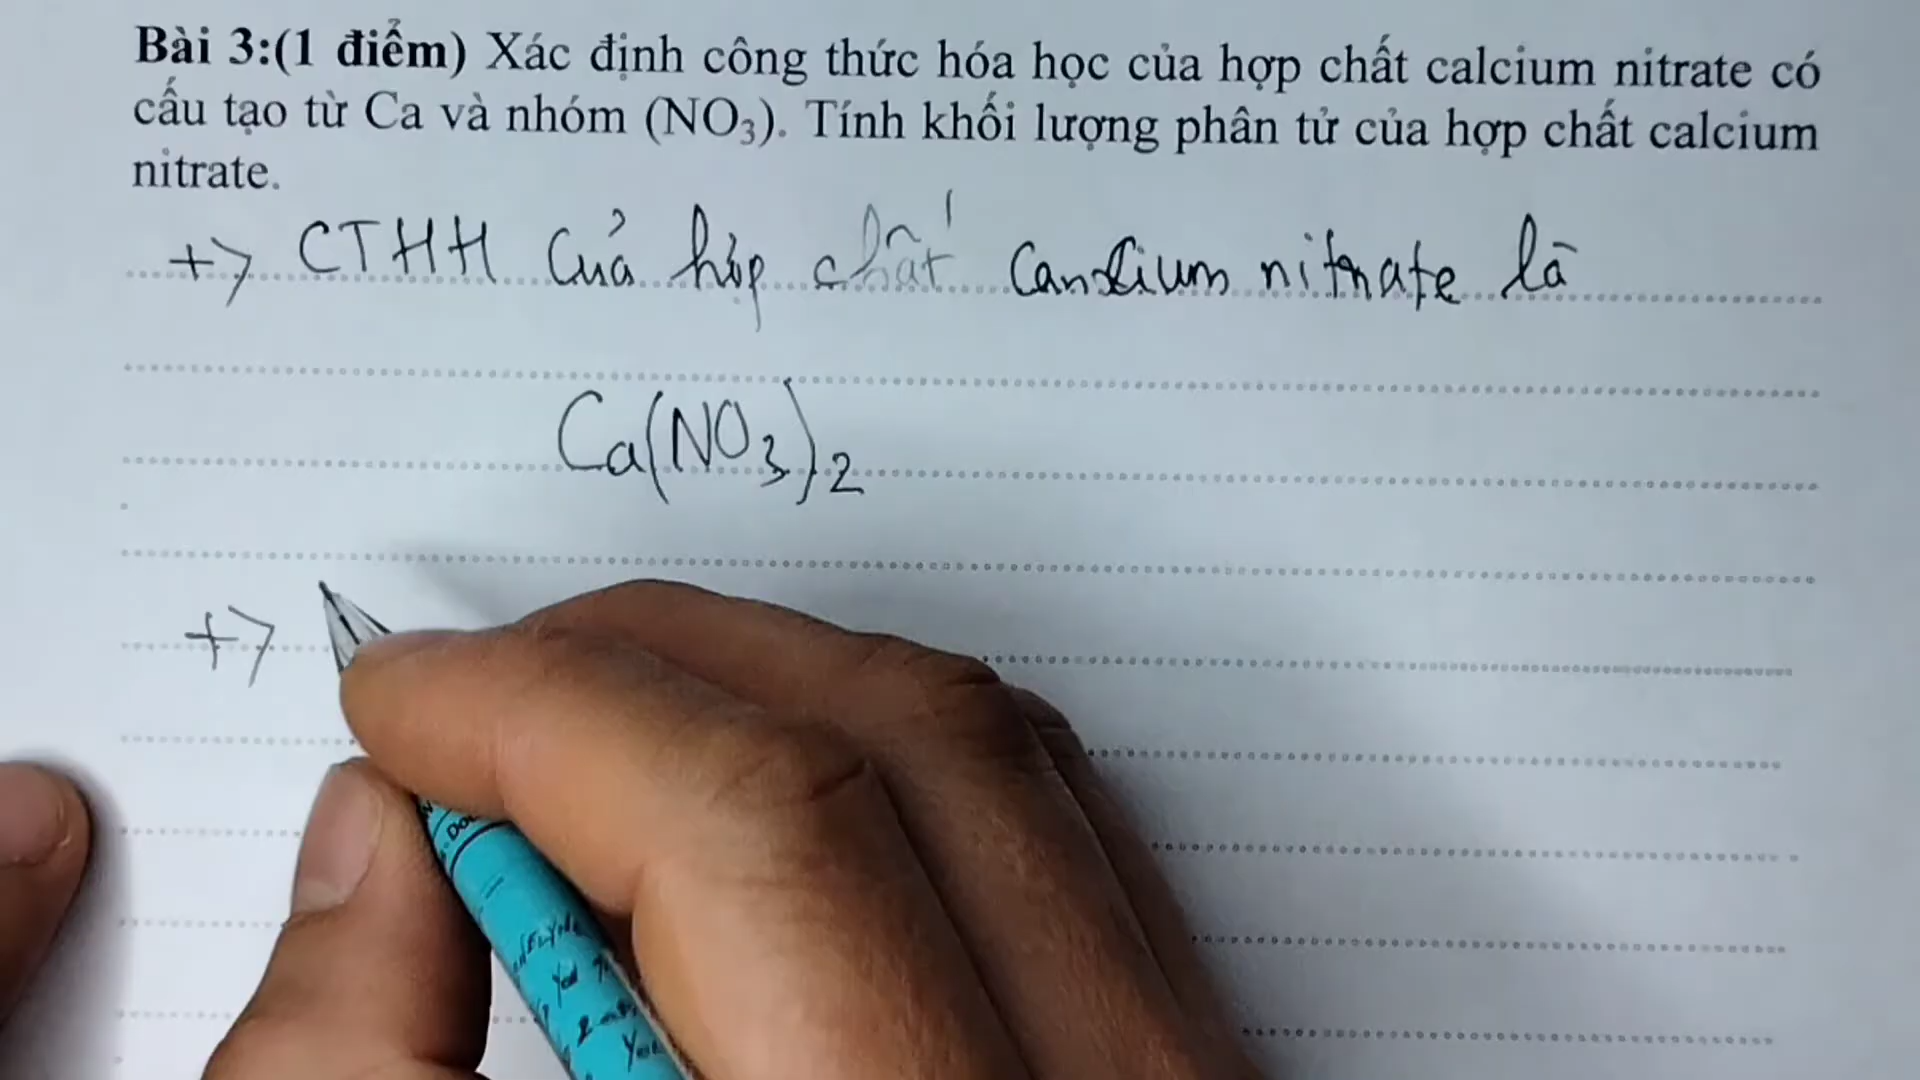 Bài 3:(1 điểm) Xác định công thức hóa học của hợp chất calcium nitrate có
cấu tạo từ Ca và nhóm (NO₃). Tính khối lượng phân tử của hợp chất calcium
nitrate.
+> CTHH Của hợp chất Canxium nitrate là
Ca(NO₃)₂
+>